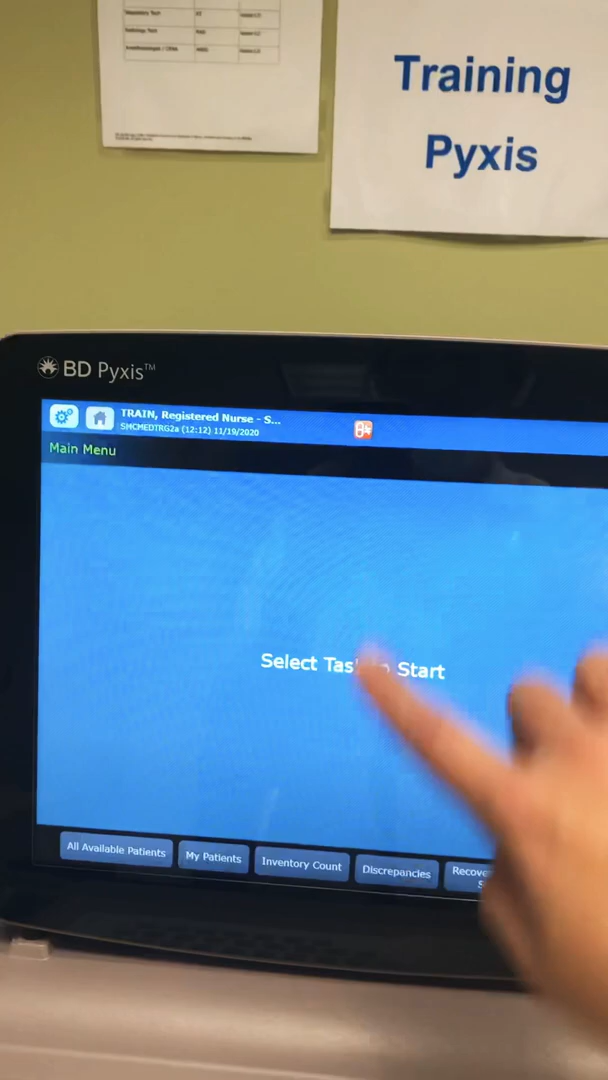 Training
Pyxis
BD Pyxis™
TRAIN, Registered Nurse - S...
SMCMEDTRG2a (12:12) 11/19/2020
Main Menu
Select Start
All Available Patients
My Patients
Inventory Count
Discrepancies